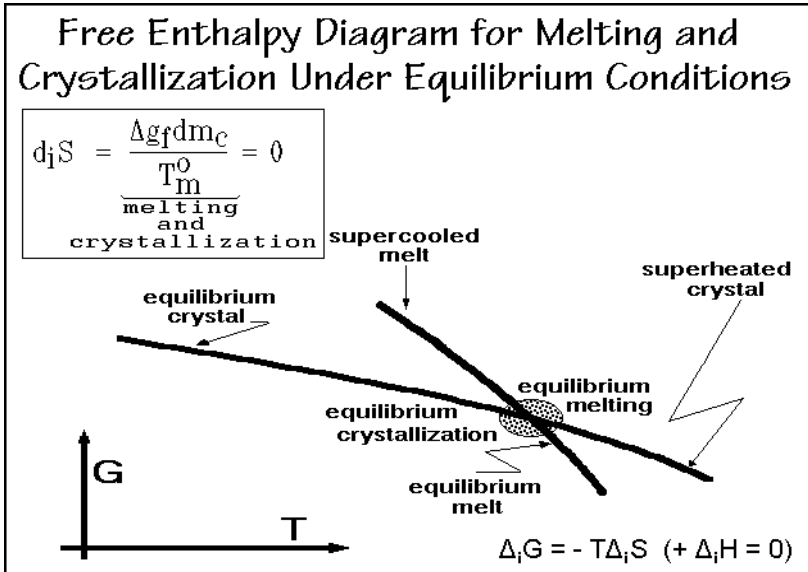 Free Enthalpy Diagram for Melting and
Crystallization Under Equilibrium Conditions
dᵢS = Δg_f dm_c / T_m^o = 0
melting
and
crystallization
supercooled
melt
superheated
crystal
equilibrium
crystal
equilibrium
melting
equilibrium
crystallization
equilibrium
melt
G
T
ΔᵢG = - TΔᵢS (+ ΔᵢH = 0)